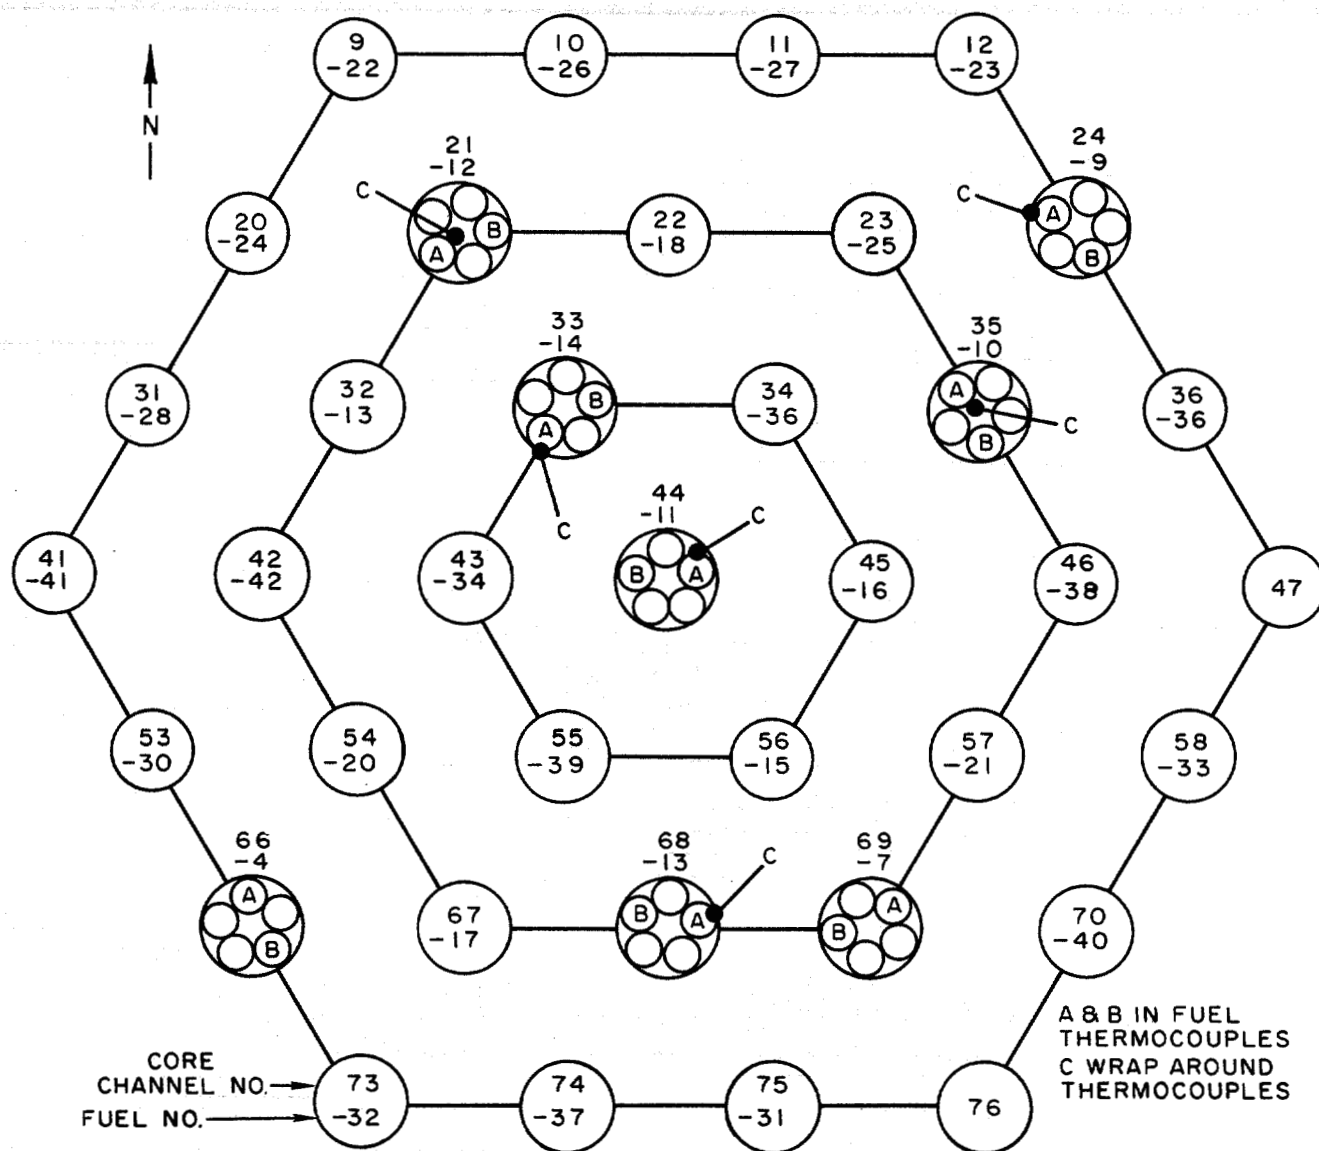 9
-22
10
-26
11
-27
12
-23
N
21
-12
24
-9
C
C
A
B
A
B
20
-24
22
-18
23
-25
33
-14
35
-10
31
-28
32
-13
B
A
C
34
-36
A
B
C
36
-36
44
-11
C
41
-41
42
-42
43
-34
B
A
45
-16
46
-38
47
53
-30
54
-20
55
-39
56
-15
57
-21
58
-33
66
-4
A
B
67
-17
68
-13
C
B
A
69
-7
A
B
70
-40
A & B IN FUEL
THERMOCOUPLES
C WRAP AROUND
THERMOCOUPLES
CORE
CHANNEL NO.
FUEL NO.
73
-32
74
-37
75
-31
76